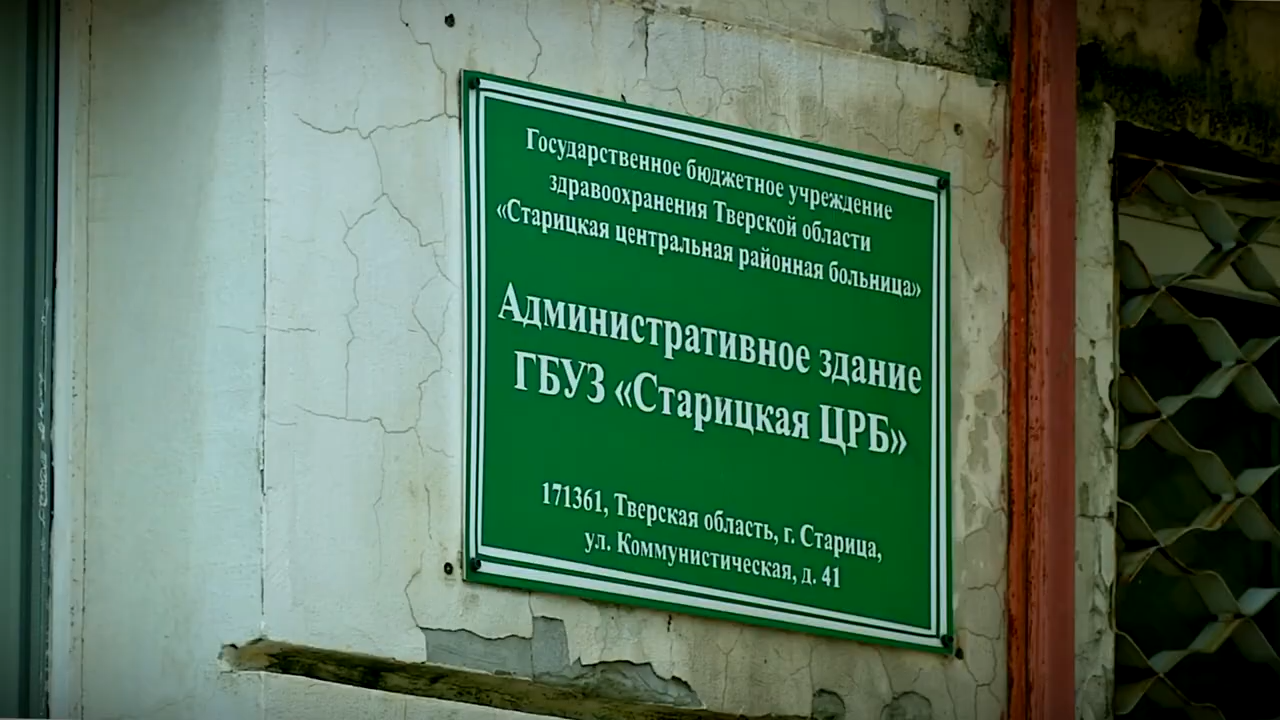 Государственное бюджетное учреждение
здравоохранения Тверской области
«Старицкая центральная районная больница»
Административное здание
ГБУЗ «Старицкая ЦРБ»
171361, Тверская область, г. Старица,
ул. Коммунистическая, д. 41